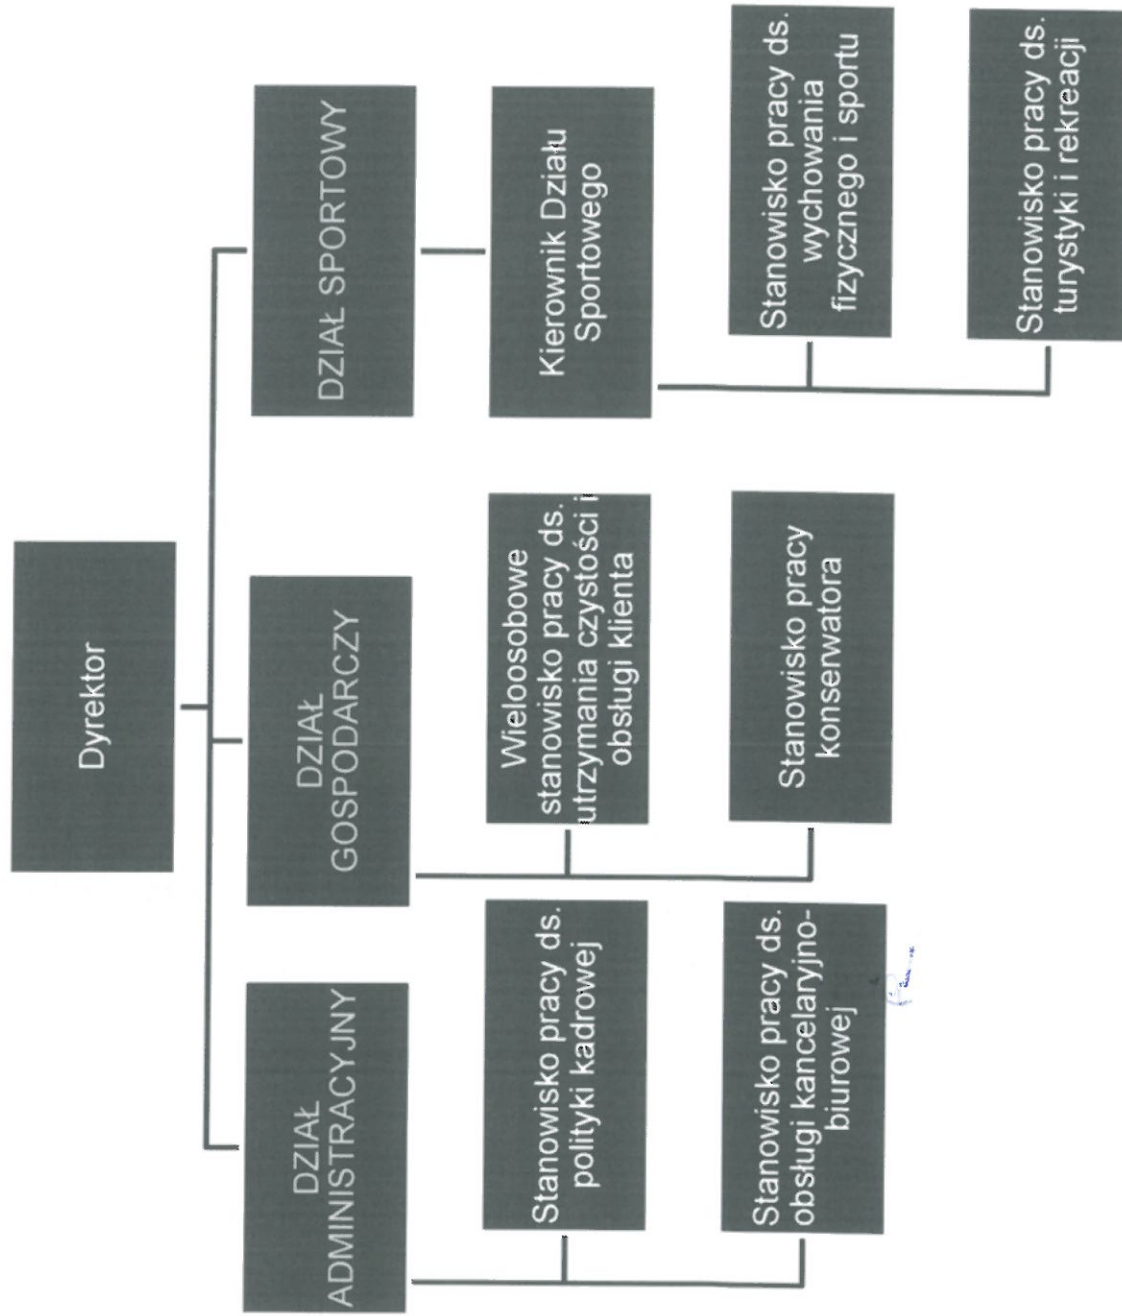 Dyrektor
DZIAŁ
ADMINISTRACYJNY
Stanowisko pracy ds.
polityki kadrowej
Stanowisko pracy ds.
obsługi kancelaryjno-
biurowej
DZIAŁ
GOSPODARCZY
Wieloosobowe
stanowisko pracy ds.
utrzymania czystości i
obsługi klienta
Stanowisko pracy
konserwatora
DZIAŁ SPORTOWY
Kierownik Działu
Sportowego
Stanowisko pracy ds.
wychowania
fizycznego i sportu
Stanowisko pracy ds.
turystyki i rekreacji